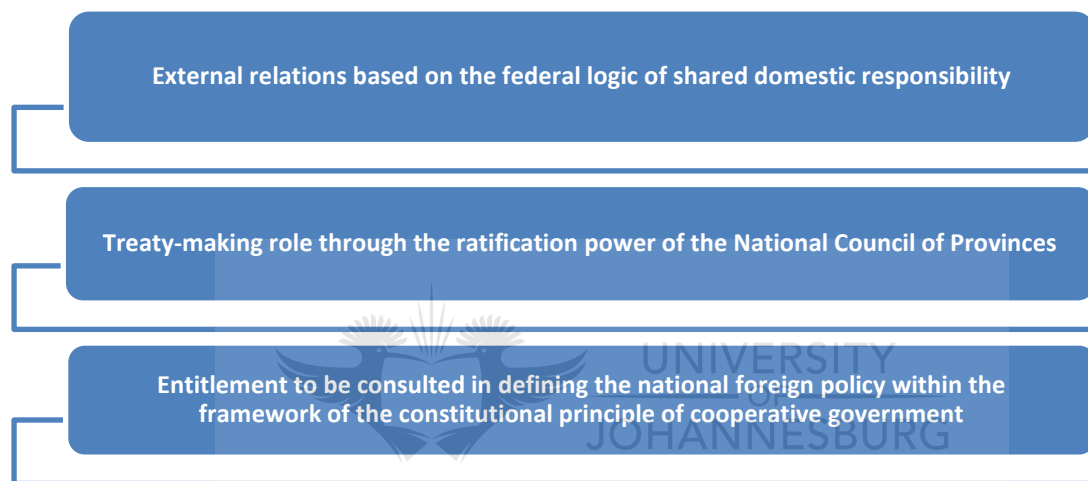 External relations based on the federal logic of shared domestic responsibility
Treaty-making role through the ratification power of the National Council of Provinces
Entitlement to be consulted in defining the national foreign policy within the
framework of the constitutional principle of cooperative government
UNIVERSITY
OF
JOHANNESBURG